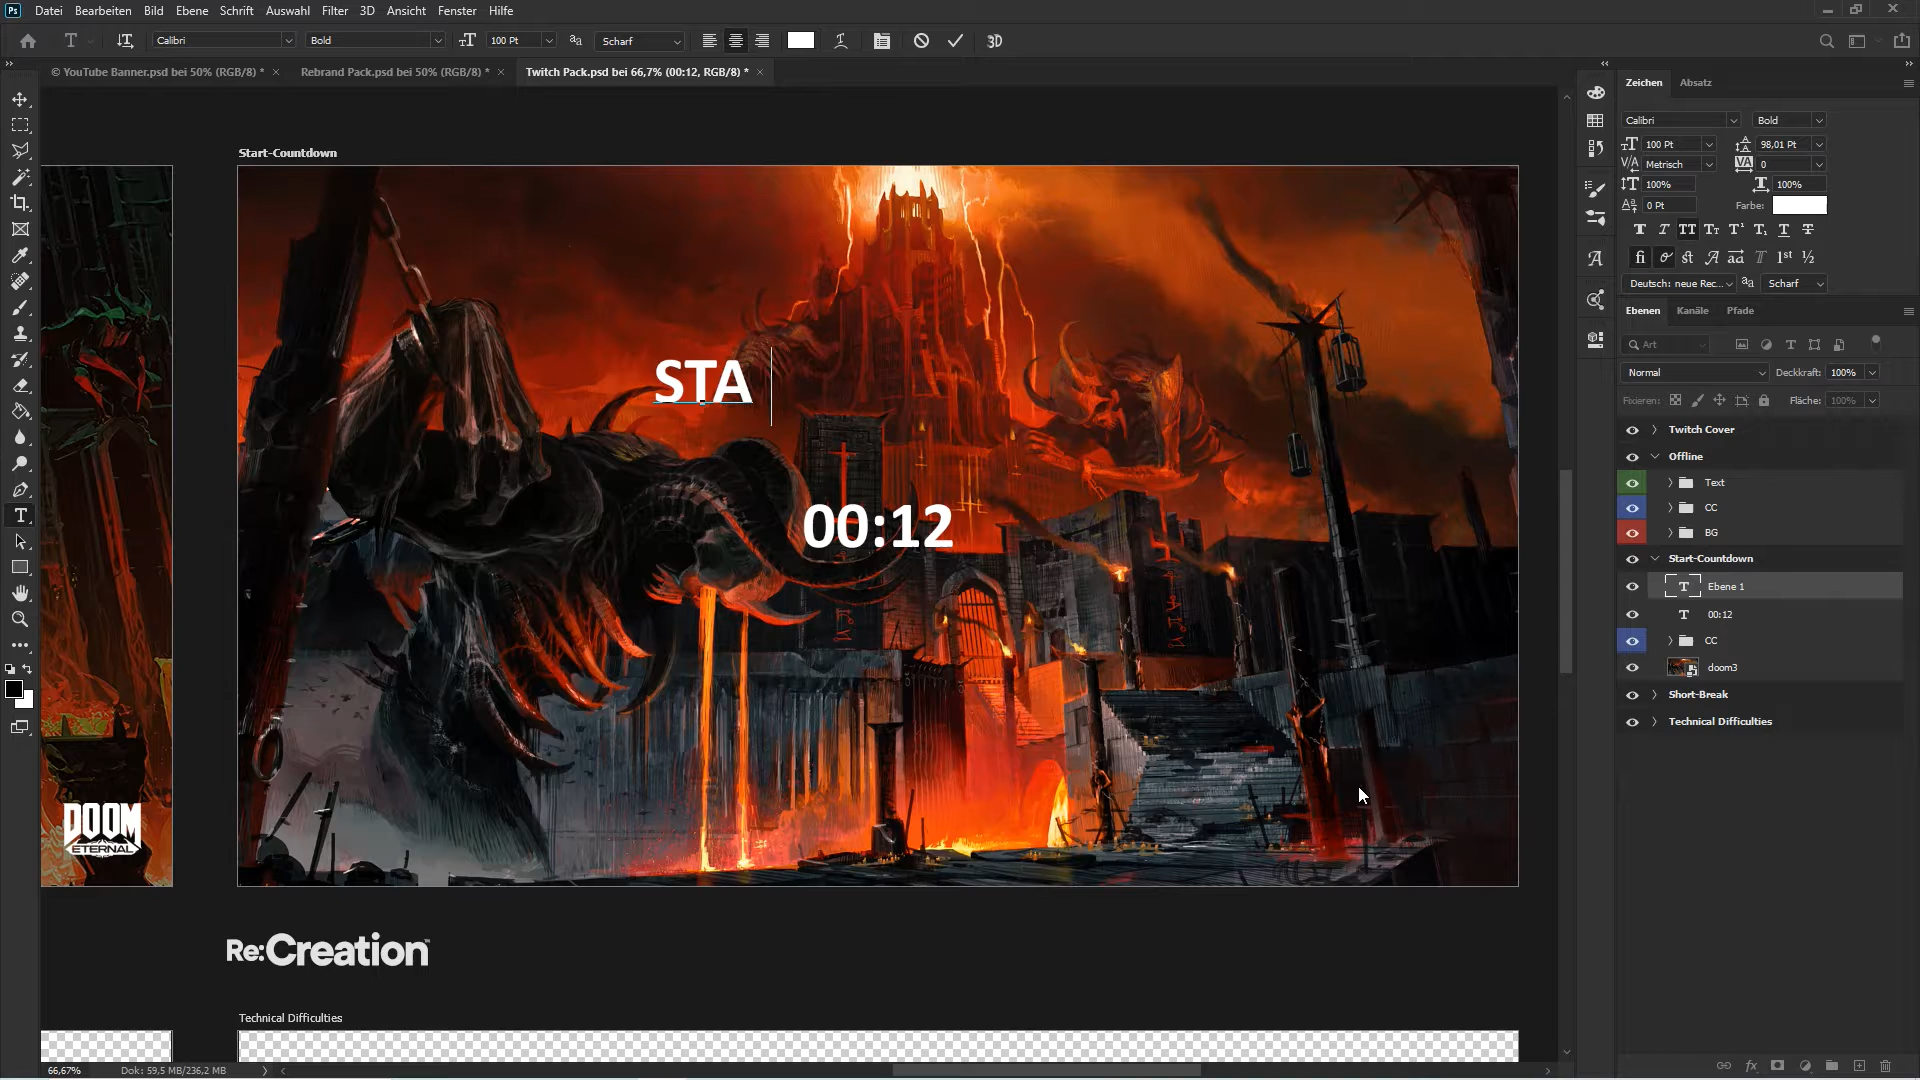 Ps Datei Bearbeiten Bild Ebene Schrift Auswahl Filter 3D Ansicht Fenster Hilfe
Calibri Bold 100 Pt Scharf 3D
© YouTube Banner.psd bei 50% (RGB/8) * × Rebrand Pack.psd bei 50% (RGB/8) * × Twitch Pack.psd bei 66,7% (00:12, RGB/8) * ×
Start-Countdown
STA
00:12
DOOM
ETERNAL
Re:Creation
Technical Difficulties
66,67% Dok: 59,5 MB/236,2 MB
Zeichen Absatz
Calibri Bold
100 Pt 98,01 Pt
Metrisch 0
100% 100%
0 Pt Farbe:
Deutsch: neue Rec... Scharf
Ebenen Kanäle Pfade
Art
Normal Deckkraft: 100%
Fixieren: Fläche: 100%
Twitch Cover
Offline
Text
CC
BG
Start-Countdown
Ebene 1
00:12
CC
doom3
Short-Break
Technical Difficulties